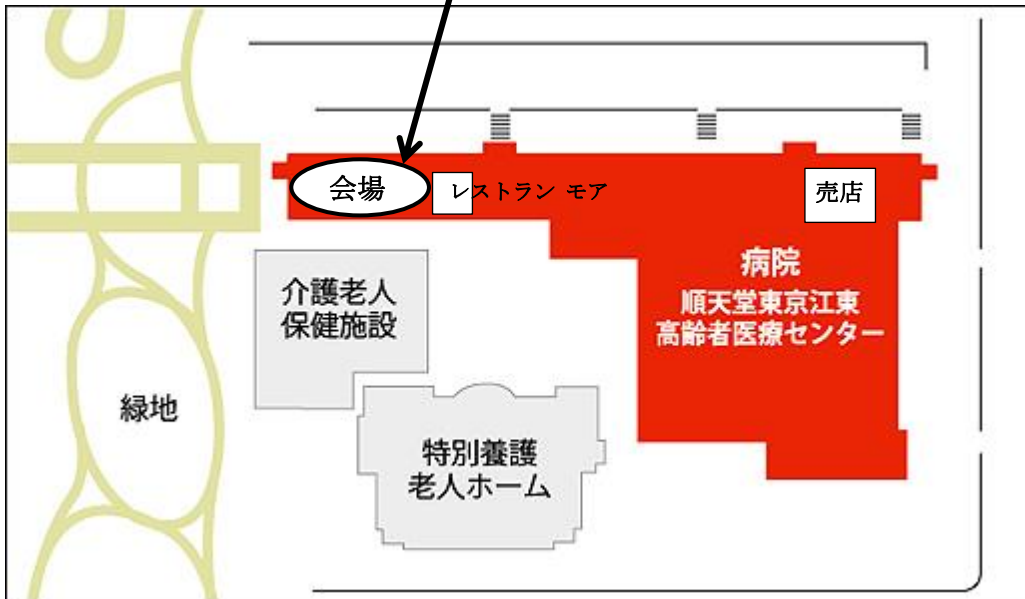 会場
レストラン モア
売店
病院
順天堂東京江東
高齢者医療センター
介護老人
保健施設
緑地
特別養護
老人ホーム